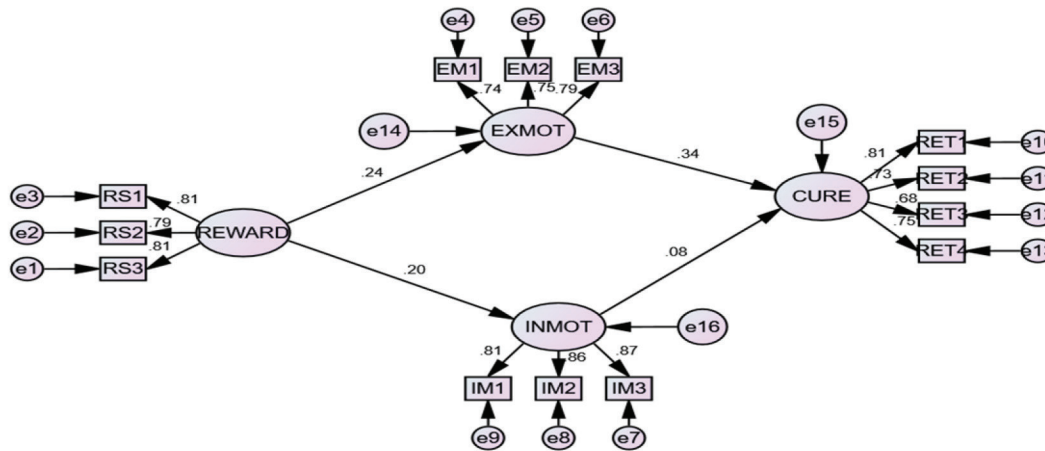 e4 e5 e6
EM1 EM2 EM3
.74 .75 .79
e14 EXMOT e15
.24 .34
e3 RS1 .81
e2 RS2 .79 REWARD
e1 RS3 .81
CURE
.81 RET1
.73 RET2
.68 RET3
.75 RET4
.20 .08
INMOT e16
.81 .86 .87
IM1 IM2 IM3
e9 e8 e7